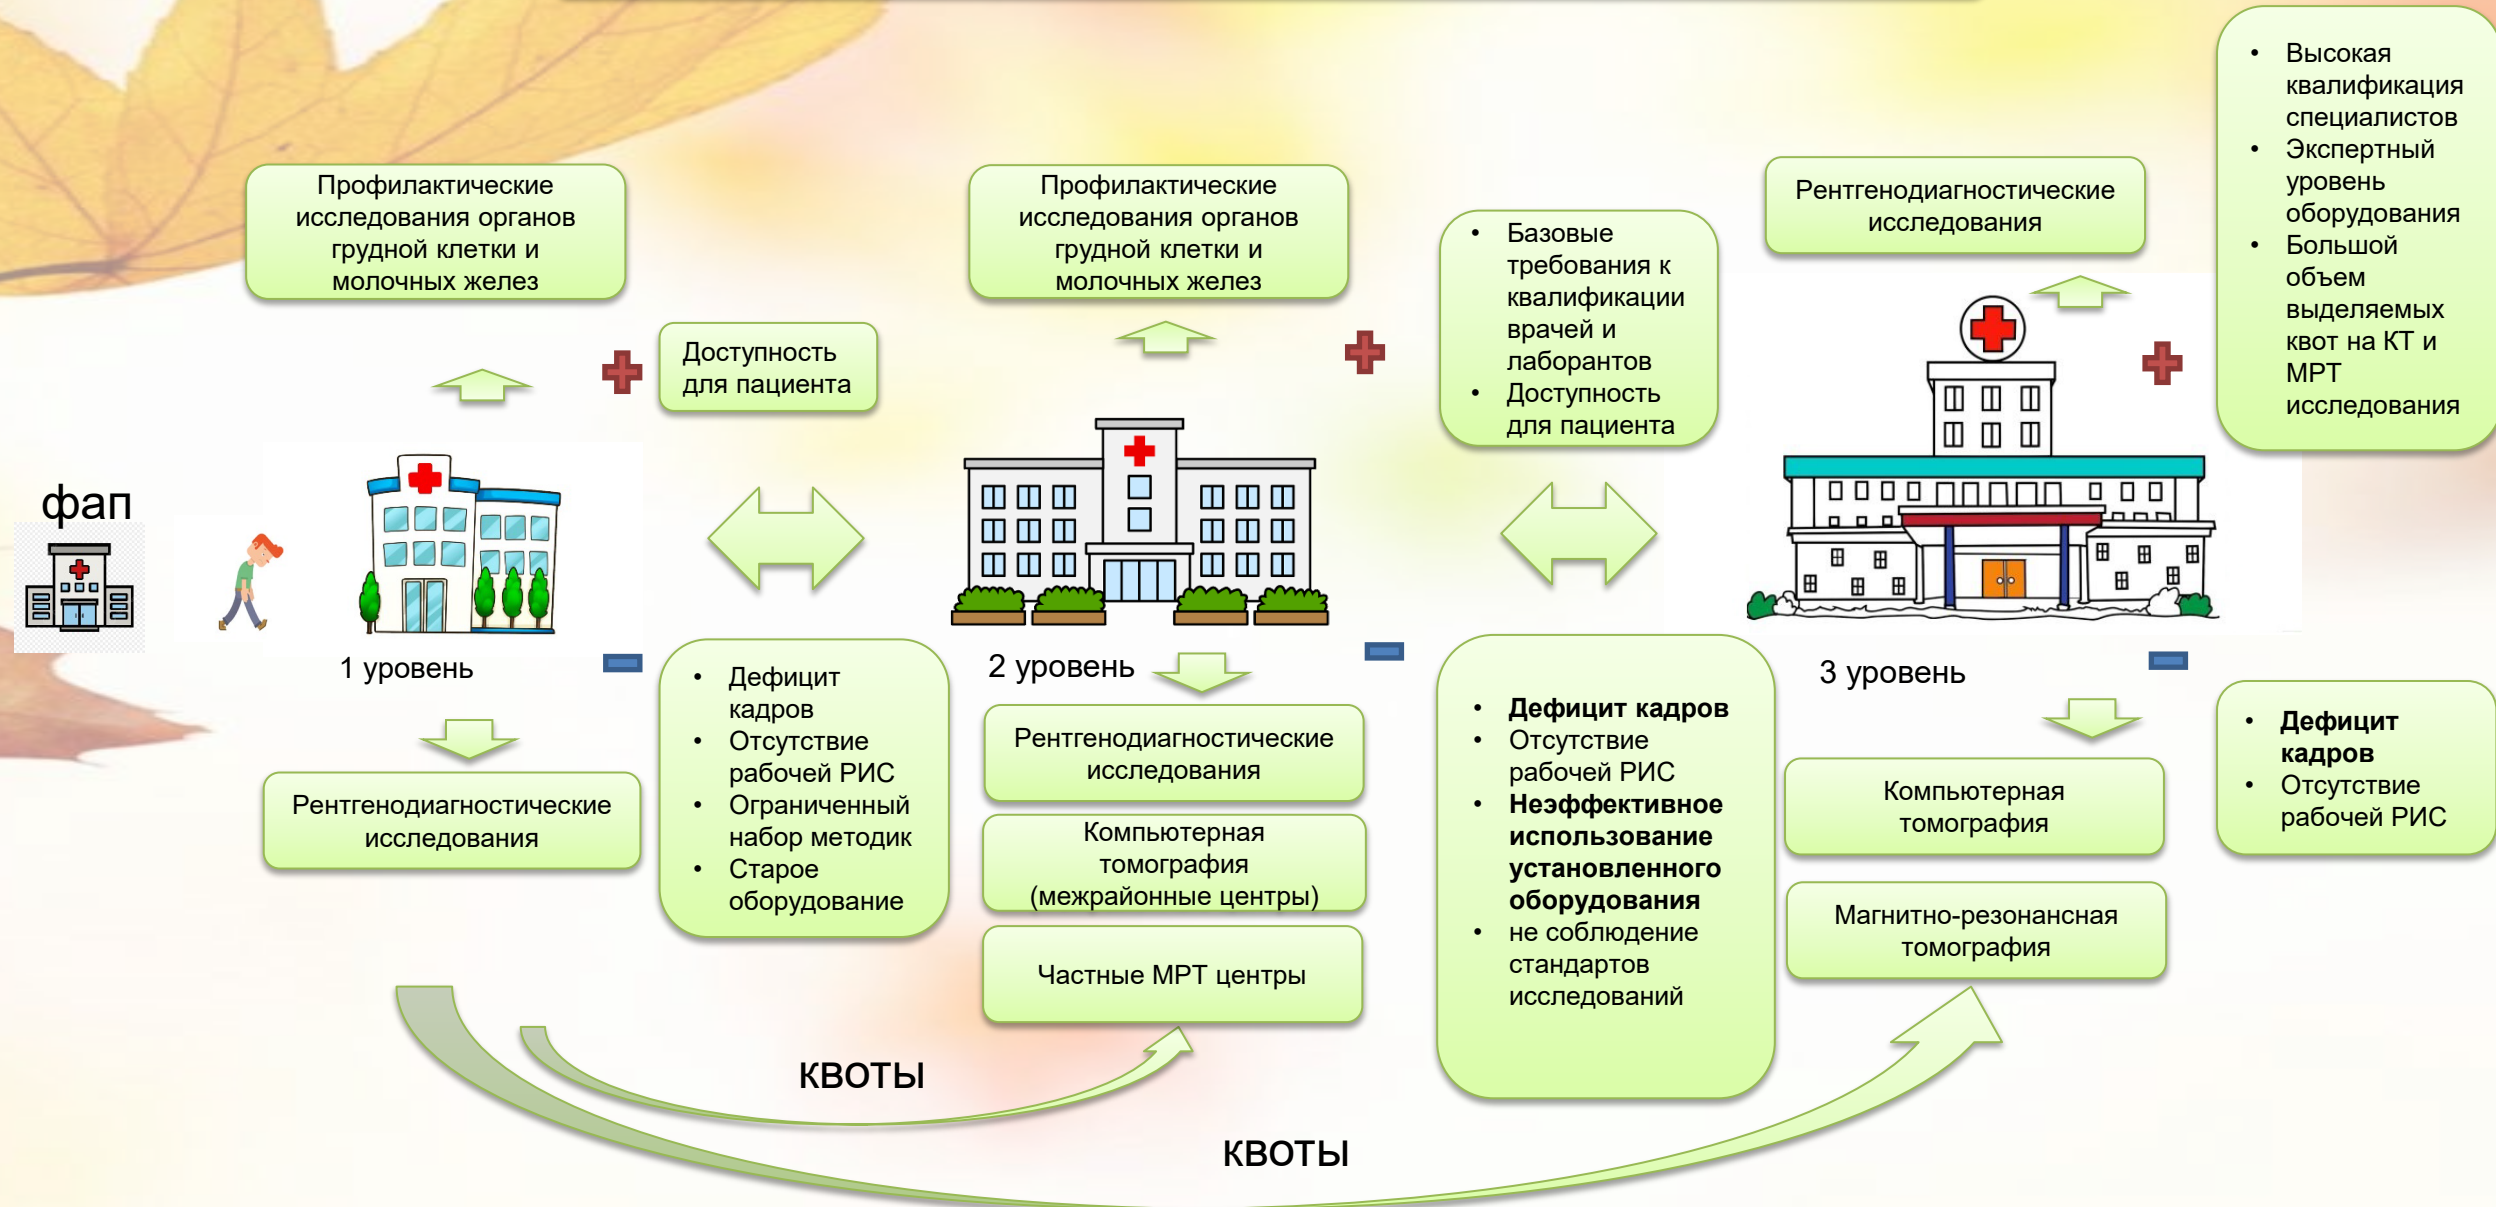 Профилактические
исследования органов
грудной клетки и
молочных желез
Доступность
для пациента
Профилактические
исследования органов
грудной клетки и
молочных желез
• Базовые
требования к
квалификации
врачей и
лаборантов
• Доступность
для пациента
Рентгенодиагностические
исследования
• Высокая
квалификация
специалистов
• Экспертный
уровень
оборудования
• Большой
объем
выделяемых
квот на КТ и
МРТ
исследования
фап
1 уровень
Рентгенодиагностические
исследования
• Дефицит
кадров
• Отсутствие
рабочей РИС
• Ограниченный
набор методик
• Старое
оборудование
2 уровень
Рентгенодиагностические
исследования
Компьютерная
томография
(межрайонные центры)
Частные МРТ центры
• Дефицит кадров
• Отсутствие
рабочей РИС
• Неэффективное
использование
установленного
оборудования
• не соблюдение
стандартов
исследований
3 уровень
Компьютерная
томография
Магнитно-резонансная
томография
• Дефицит
кадров
• Отсутствие
рабочей РИС
КВОТЫ
КВОТЫ